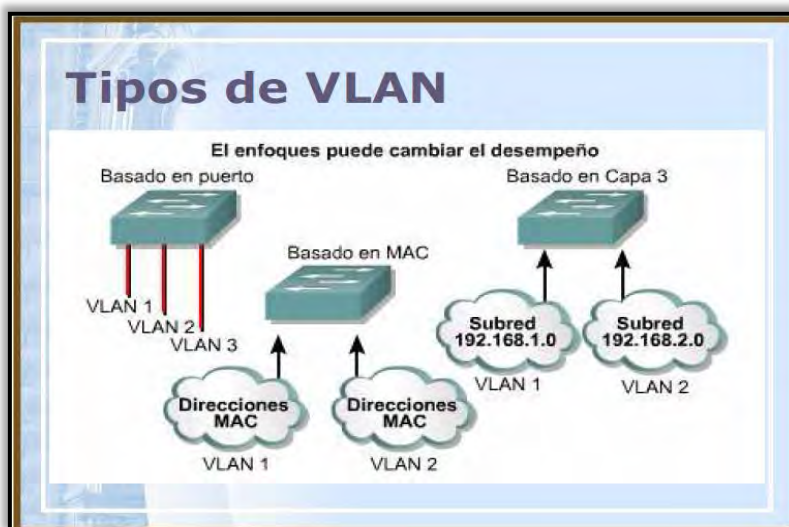 Tipos de VLAN
El enfoques puede cambiar el desempeño
Basado en puerto
VLAN 1
VLAN 2
VLAN 3
Basado en MAC
Direcciones
MAC
VLAN 1
Direcciones
MAC
VLAN 2
Basado en Capa 3
Subred
192.168.1.0
VLAN 1
Subred
192.168.2.0
VLAN 2